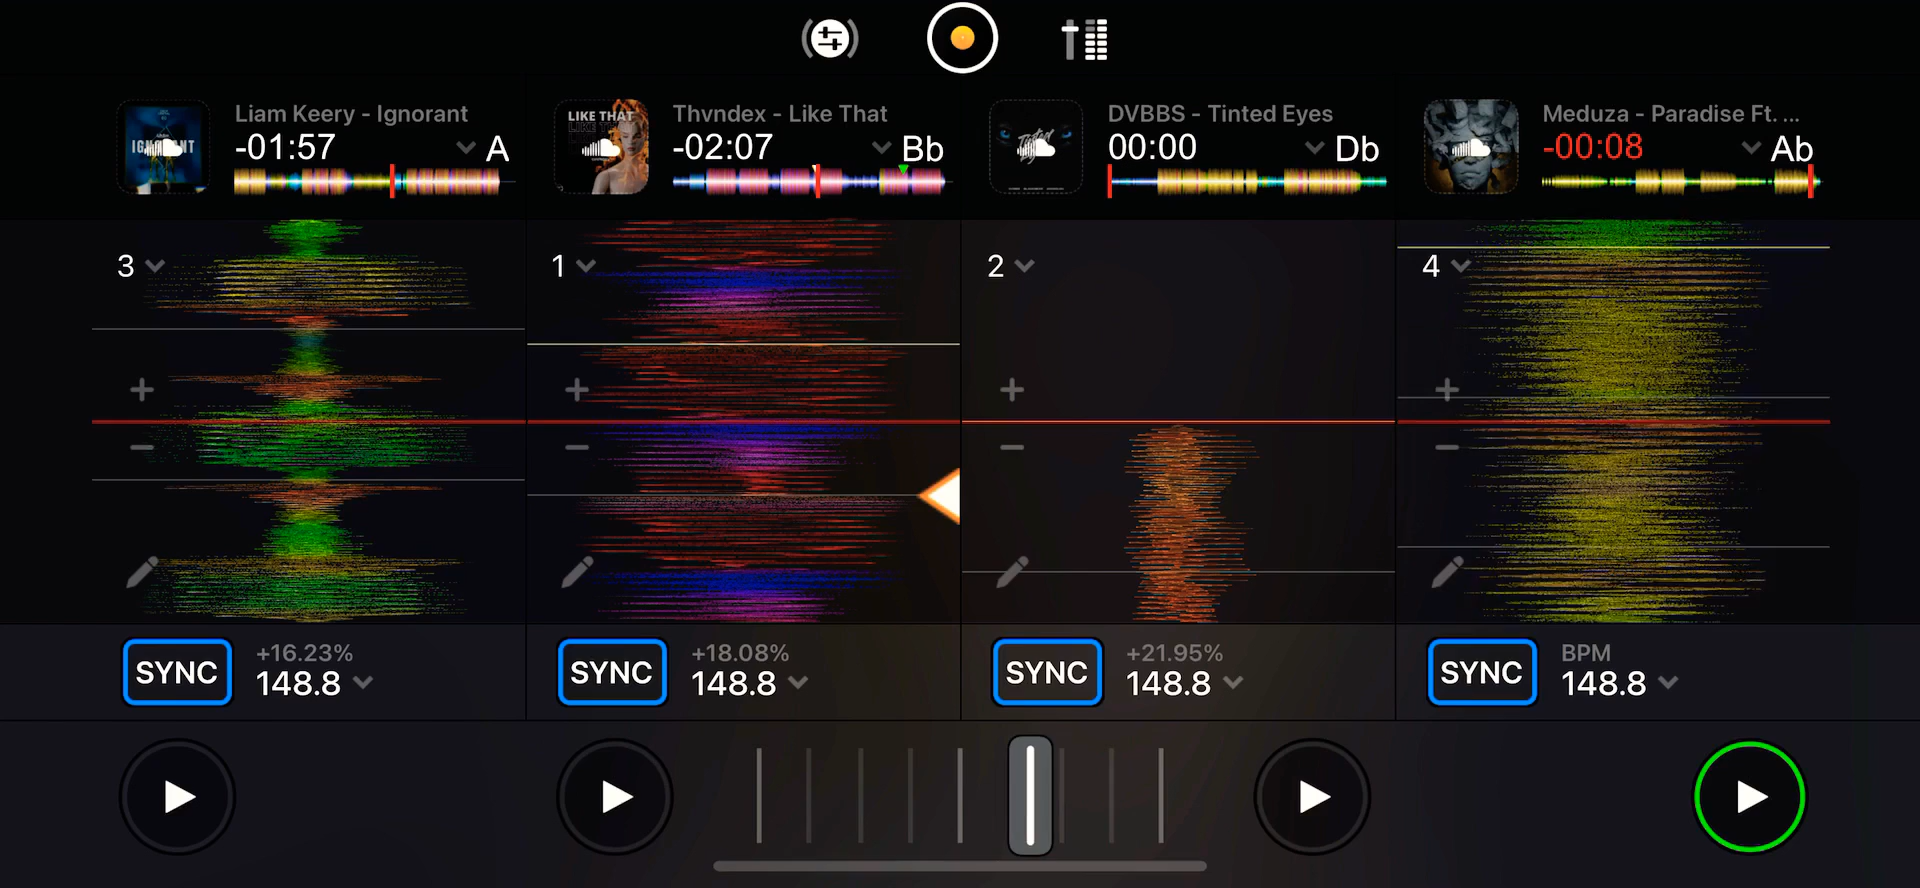 Liam Keery - Ignorant
-01:57
A
IGNORANT
Thvndex - Like That
-02:07
Bb
LIKE THAT
DVBBS - Tinted Eyes
00:00
Db
Tinted
Meduza - Paradise Ft. ...
-00:08
Ab
3
1
2
4
SYNC
+16.23%
148.8
SYNC
+18.08%
148.8
SYNC
+21.95%
148.8
SYNC
BPM
148.8